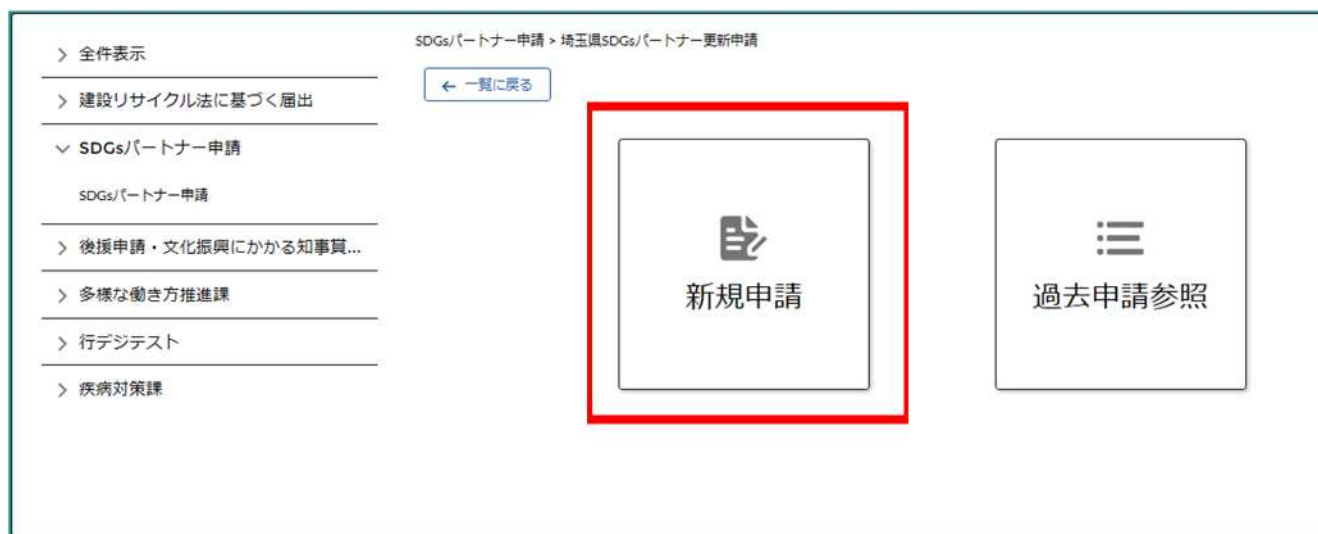 全件表示
建設リサイクル法に基づく届出
SDGsパートナー申請
SDGsパートナー申請
後援申請・文化振興にかかる知事賞...
多様な働き方推進課
行デジテスト
疾病対策課
SDGsパートナー申請 > 埼玉県SDGsパートナー更新申請
← 一覧に戻る
新規申請
過去申請参照